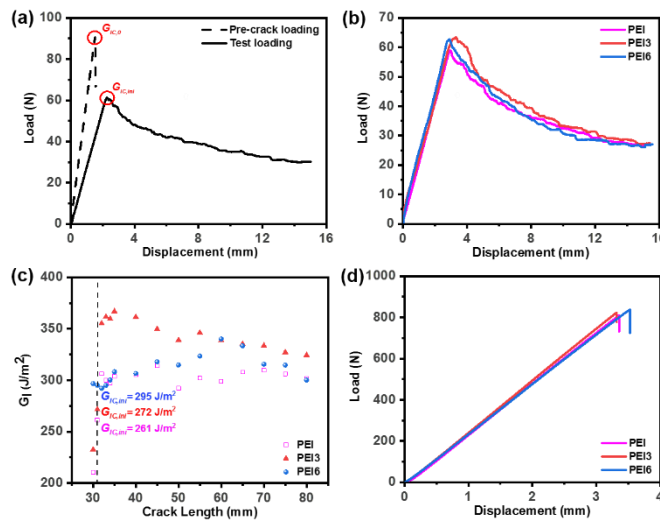 (a)
G_IC,0
Pre-crack loading
Test loading
G_IC,ini
100
80
60
40
20
0
Load (N)
0 4 8 12 16
Displacement (mm)
(b)
PEI
PEI3
PEI6
70
60
50
40
30
20
10
0
Load (N)
0 4 8 12 16
Displacement (mm)
(c)
400
350
300
250
200
G_I (J/m²)
G_IC,ini = 295 J/m²
G_IC,ini = 272 J/m²
G_IC,ini = 261 J/m²
PEI
PEI3
PEI6
30 40 50 60 70 80
Crack Length (mm)
(d)
1000
800
600
400
200
0
Load (N)
PEI
PEI3
PEI6
0 1 2 3 4
Displacement (mm)